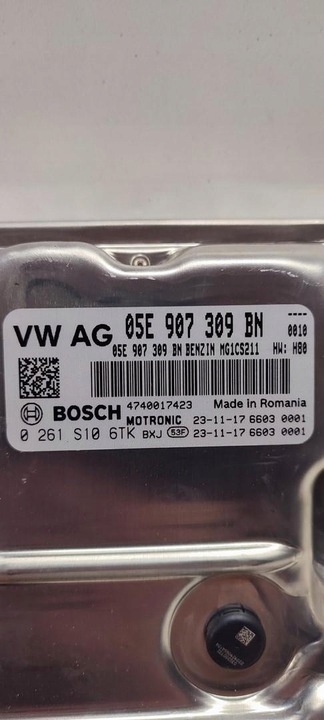 VW AG 05E 907 309 BN ----
0010
05E 907 309 BN BENZIN MG1CS211 HW: H80
BOSCH 4740017423 Made in Romania
MOTRONIC 23-11-17 6603 0001
0 261 S10 6TK BXJ 53F 23-11-17 6603 0001